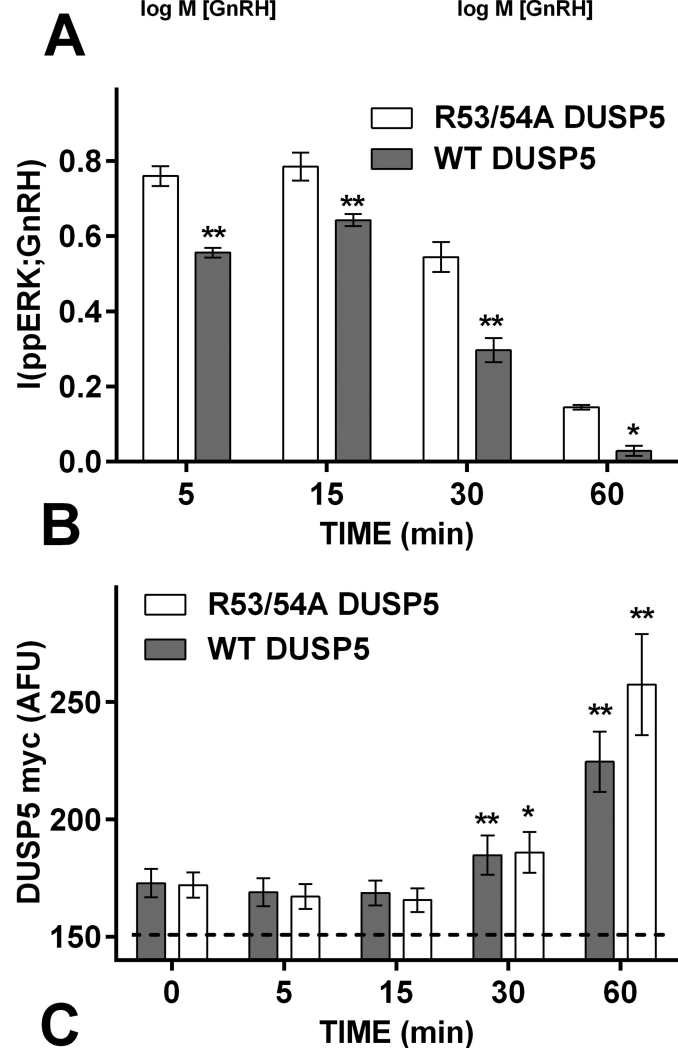 log M [GnRH] log M [GnRH]
A
R53/54A DUSP5
WT DUSP5
I(ppERK;GnRH)
0.8
0.6
0.4
0.2
0.0
** ** ** *
5 15 30 60
TIME (min)
B
R53/54A DUSP5
WT DUSP5
DUSP5 myc (AFU)
250
200
150
** * ** **
0 5 15 30 60
TIME (min)
C